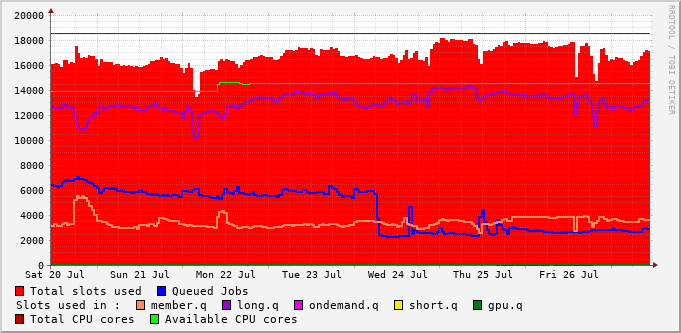 20000
18000
16000
14000
12000
10000
8000
6000
4000
2000
0
Sat 20 Jul Sun 21 Jul Mon 22 Jul Tue 23 Jul Wed 24 Jul Thu 25 Jul Fri 26 Jul
Total slots used Queued Jobs
Slots used in : member.q long.q ondemand.q short.q gpu.q
Total CPU cores Available CPU cores
RRDTOOL / TOBI OETIKER